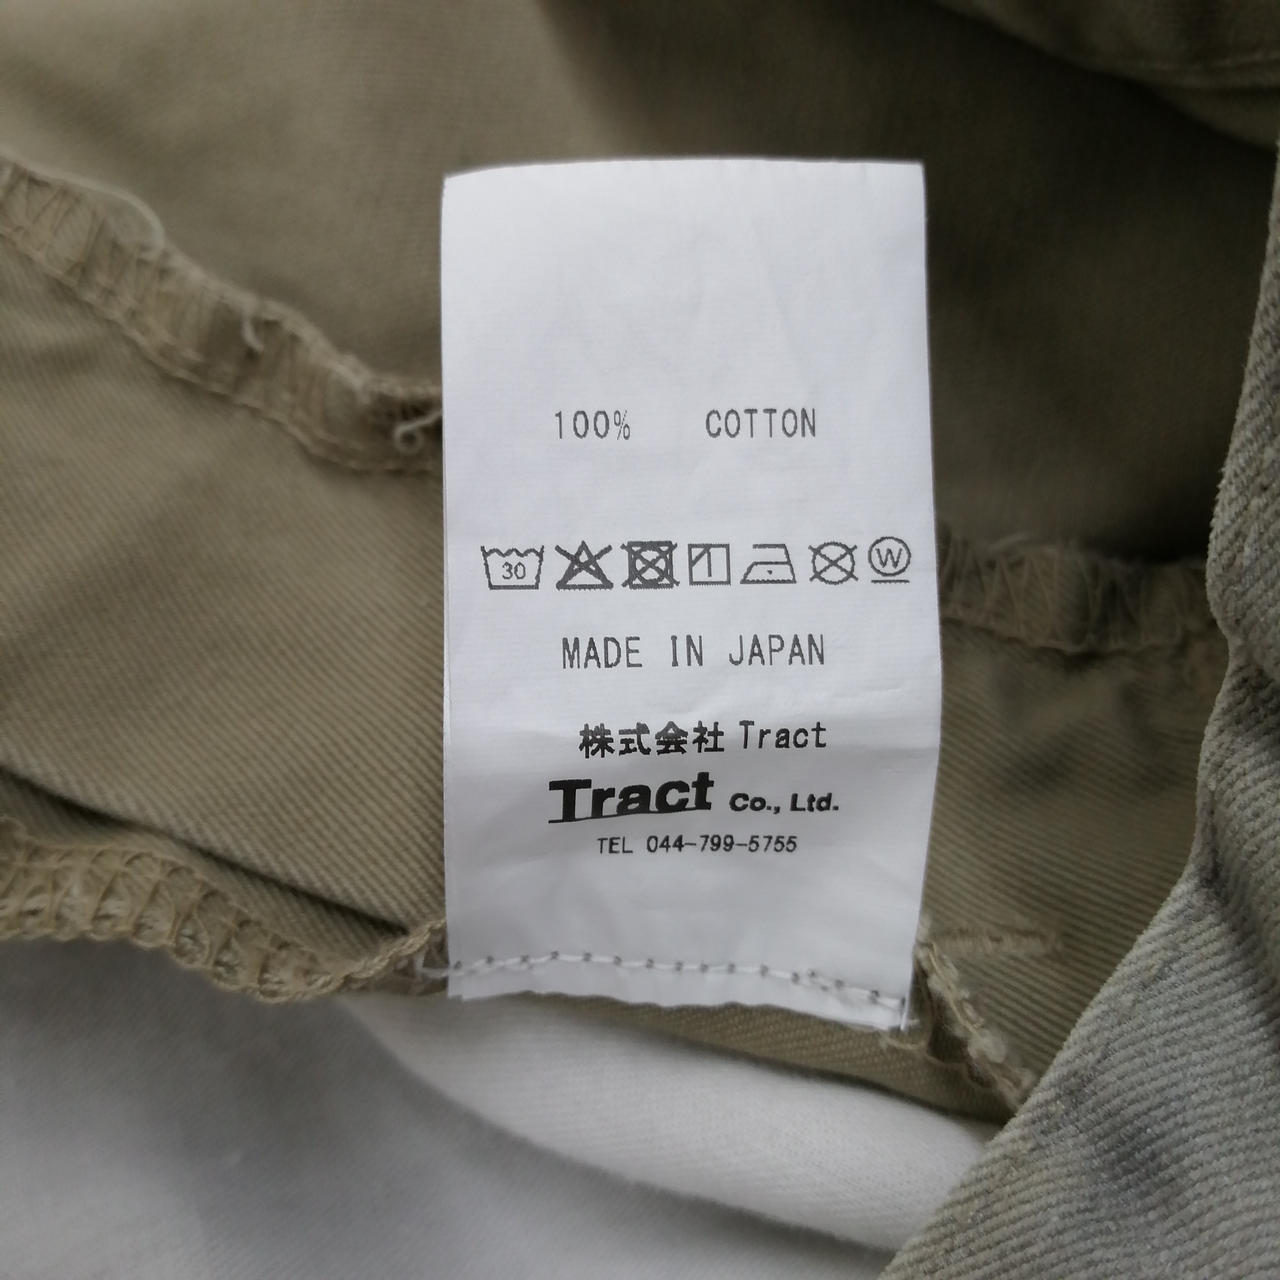 100% COTTON
30 W
MADE IN JAPAN
株式会社 Tract
Tract Co., Ltd.
TEL 044-799-5755